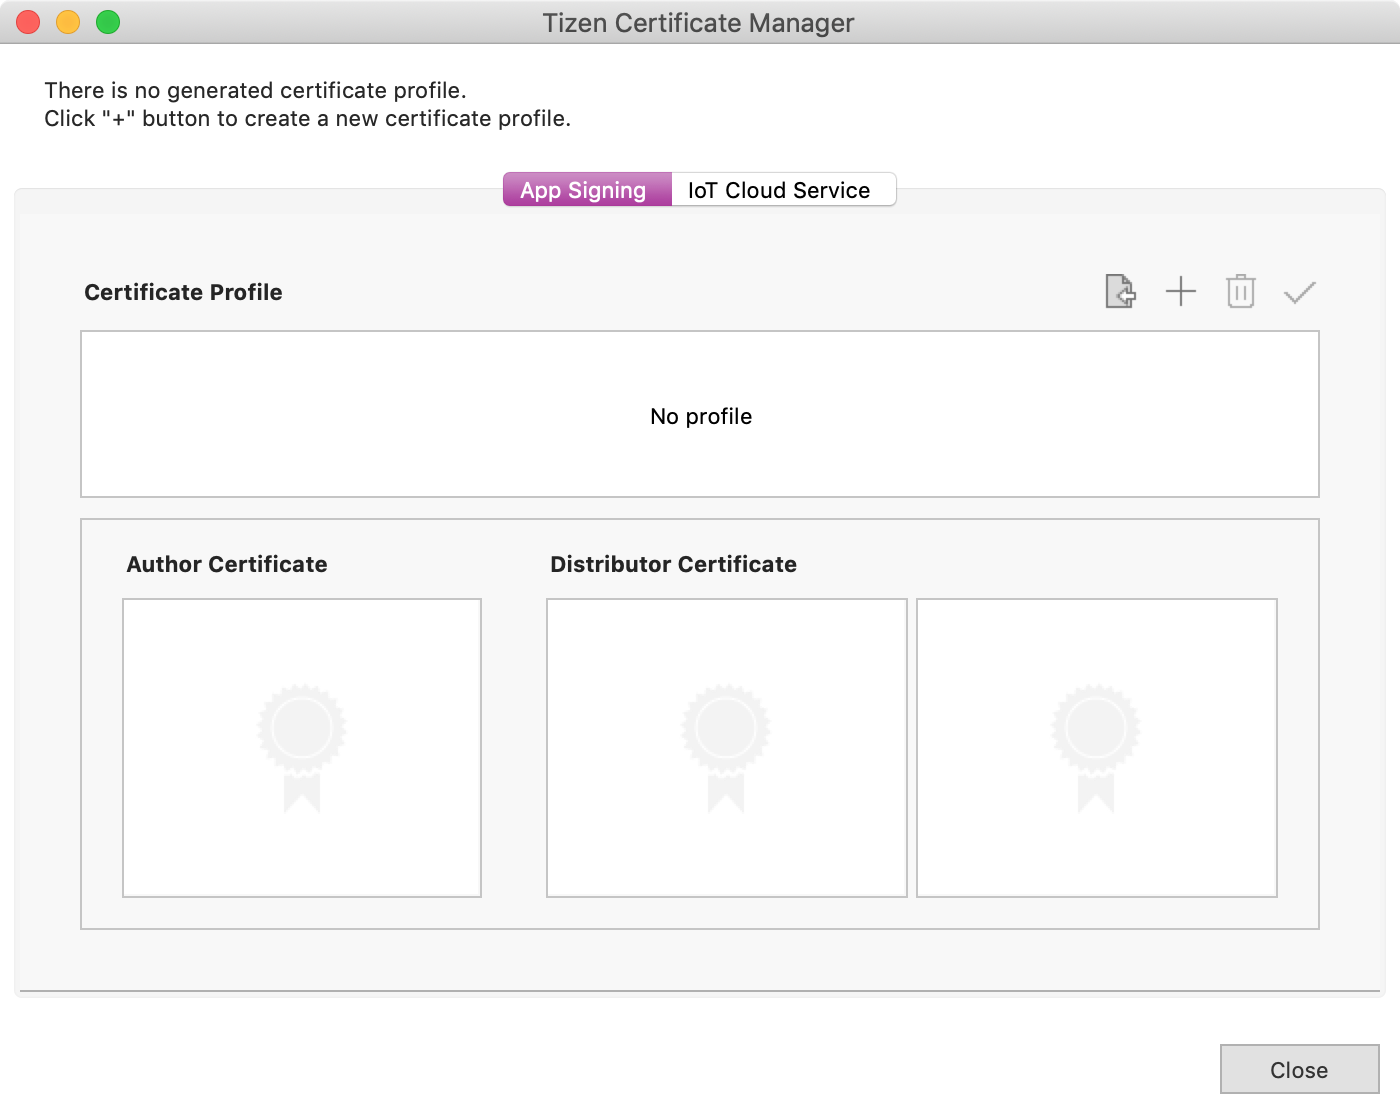 Tizen Certificate Manager
There is no generated certificate profile.
Click "+" button to create a new certificate profile.
App Signing
IoT Cloud Service
Certificate Profile
No profile
Author Certificate
Distributor Certificate
Close